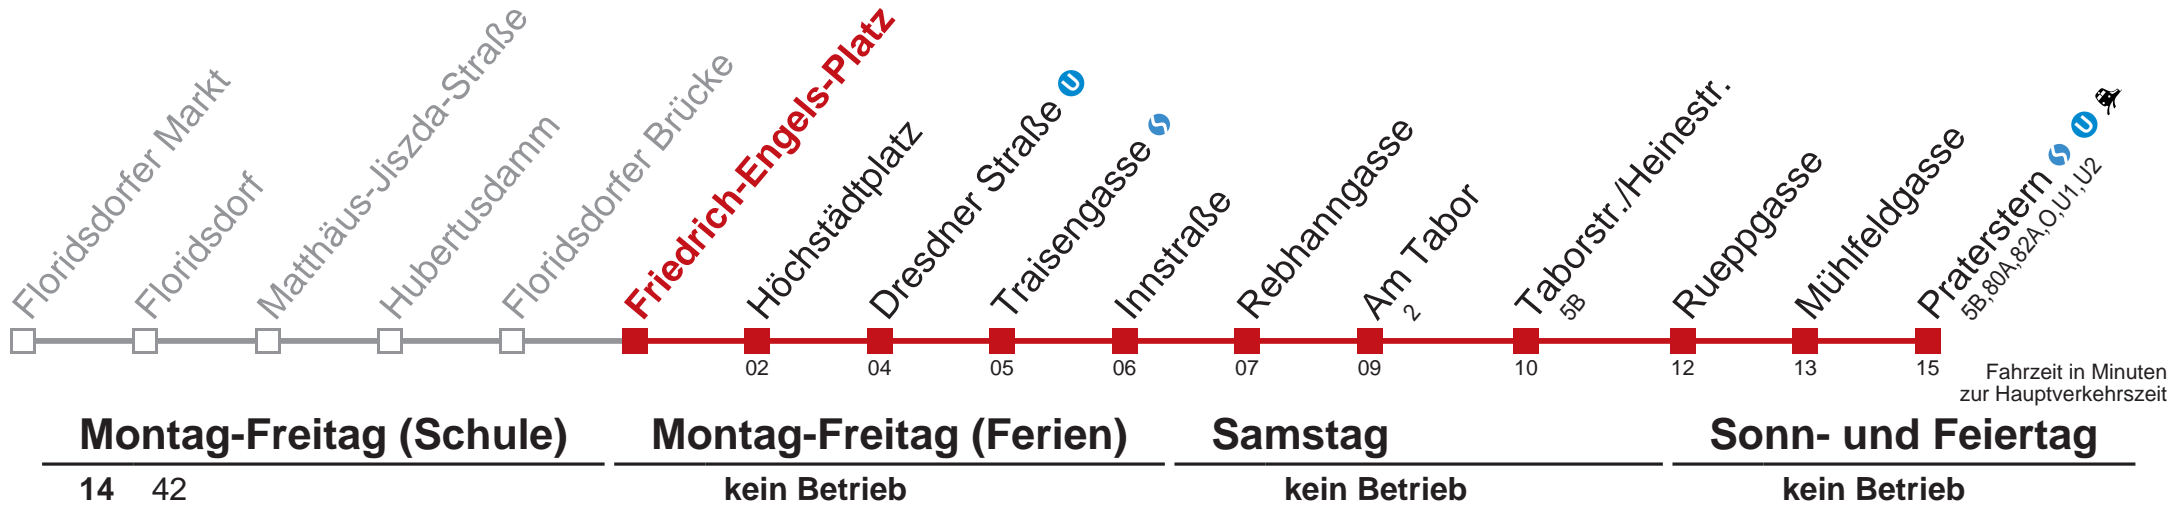 Floridsdorfer Markt
Floridsdorf
Matthäus-Jiszda-Straße
Hubertusdamm
Floridsdorfer Brücke
Friedrich-Engels-Platz
Höchstädtplatz
Dresdner Straße U
Traisengasse S
Innstraße
Rebhanngasse
Am Tabor
2
Taborstr./Heinestr.
5B
Rueppgasse
Mühlfeldgasse
Praterstern S U
5B,80A,82A,O,U1,U2
02 04 05 06 07 09 10 12 13 15
Fahrzeit in Minuten
zur Hauptverkehrszeit
Montag-Freitag (Schule) Montag-Freitag (Ferien) Samstag Sonn- und Feiertag
14 42 kein Betrieb kein Betrieb kein Betrieb